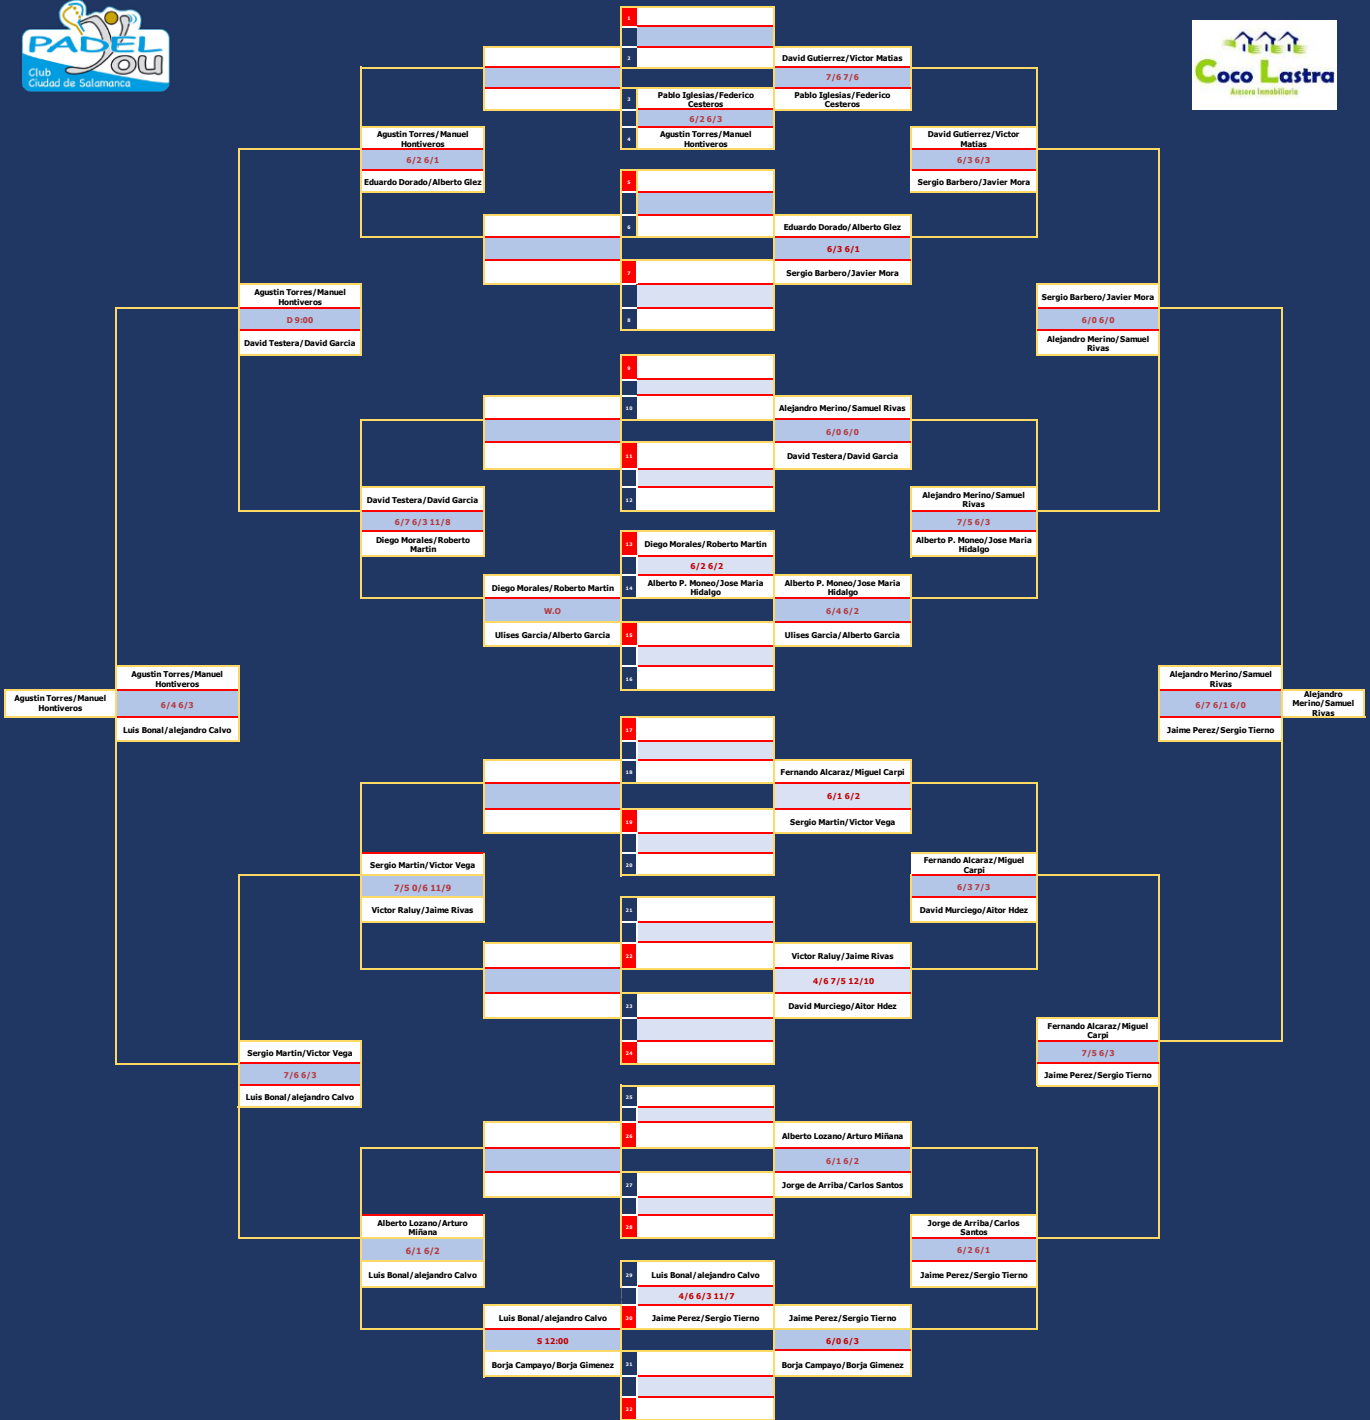 PADEL
You
Club
Ciudad de Salamanca
Coco Lastra
Asesora Inmobiliaria
1
2
3
Pablo Iglesias/Federico
Cesteros
6/2 6/3
4
Agustin Torres/Manuel
Hontiveros
5
6
7
8
9
10
11
12
13
Diego Morales/Roberto Martin
6/2 6/2
14
Alberto P. Moneo/Jose Maria
Hidalgo
15
16
17
18
19
20
21
22
23
24
25
26
27
28
29
Luis Bonal/alejandro Calvo
4/6 6/3 11/7
30
Jaime Perez/Sergio Tierno
31
32
David Gutierrez/Victor Matias
7/6 7/6
Pablo Iglesias/Federico
Cesteros
Eduardo Dorado/Alberto Glez
6/3 6/1
Sergio Barbero/Javier Mora
Alejandro Merino/Samuel Rivas
6/0 6/0
David Testera/David Garcia
Alberto P. Moneo/Jose Maria
Hidalgo
6/4 6/2
Ulises Garcia/Alberto Garcia
Fernando Alcaraz/Miguel Carpi
6/1 6/2
Sergio Martin/Victor Vega
Victor Raluy/Jaime Rivas
4/6 7/5 12/10
David Murciego/Aitor Hdez
Alberto Lozano/Arturo Miñana
6/1 6/2
Jorge de Arriba/Carlos Santos
Jaime Perez/Sergio Tierno
6/0 6/3
Borja Campayo/Borja Gimenez
David Gutierrez/Victor
Matias
6/3 6/3
Sergio Barbero/Javier Mora
Alejandro Merino/Samuel
Rivas
7/5 6/3
Alberto P. Moneo/Jose Maria
Hidalgo
Fernando Alcaraz/Miguel
Carpi
6/3 7/3
David Murciego/Aitor Hdez
Jorge de Arriba/Carlos
Santos
6/2 6/1
Jaime Perez/Sergio Tierno
Sergio Barbero/Javier Mora
6/0 6/0
Alejandro Merino/Samuel
Rivas
Fernando Alcaraz/Miguel
Carpi
7/5 6/3
Jaime Perez/Sergio Tierno
Alejandro Merino/Samuel
Rivas
6/7 6/1 6/0
Jaime Perez/Sergio Tierno
Alejandro
Merino/Samuel
Rivas
Diego Morales/Roberto Martin
W.O
Ulises Garcia/Alberto Garcia
Luis Bonal/alejandro Calvo
S 12:00
Borja Campayo/Borja Gimenez
Agustin Torres/Manuel
Hontiveros
6/2 6/1
Eduardo Dorado/Alberto Glez
David Testera/David Garcia
6/7 6/3 11/8
Diego Morales/Roberto
Martin
Sergio Martin/Victor Vega
7/5 0/6 11/9
Victor Raluy/Jaime Rivas
Alberto Lozano/Arturo
Miñana
6/1 6/2
Luis Bonal/alejandro Calvo
Agustin Torres/Manuel
Hontiveros
D 9:00
David Testera/David Garcia
Sergio Martin/Victor Vega
7/6 6/3
Luis Bonal/alejandro Calvo
Agustin Torres/Manuel
Hontiveros
6/4 6/3
Luis Bonal/alejandro Calvo
Agustin Torres/Manuel
Hontiveros